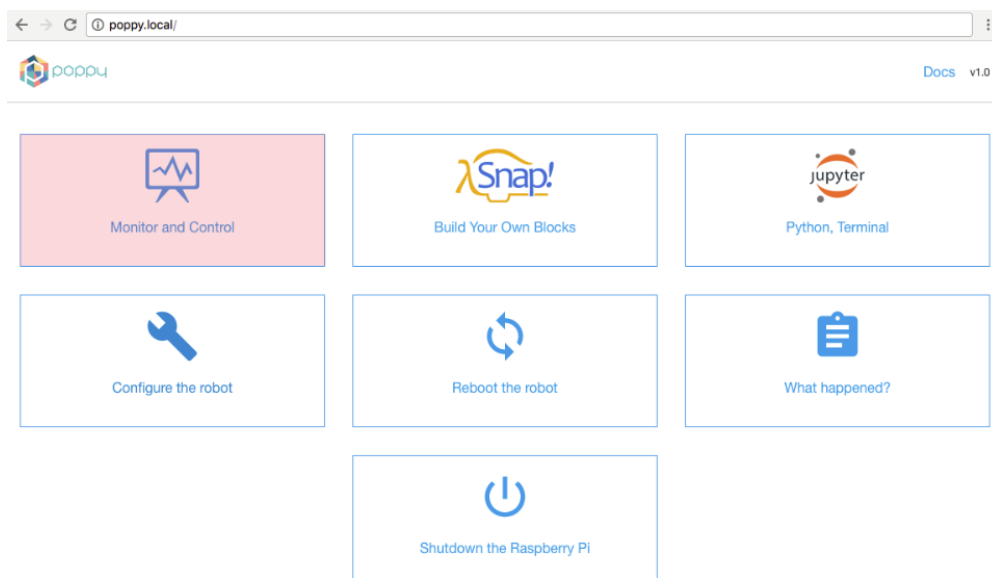 poppy.local/
poppy
Docs v1.0
Monitor and Control
λSnap!
Build Your Own Blocks
jupyter
Python, Terminal
Configure the robot
Reboot the robot
What happened?
Shutdown the Raspberry Pi